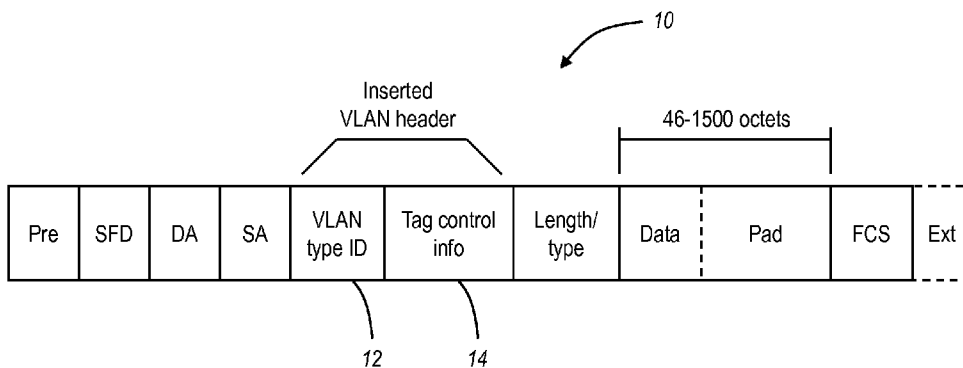 10
Inserted
VLAN header
46-1500 octets
Pre
SFD
DA
SA
VLAN
type ID
Tag control
info
Length/
type
Data
Pad
FCS
Ext
12
14